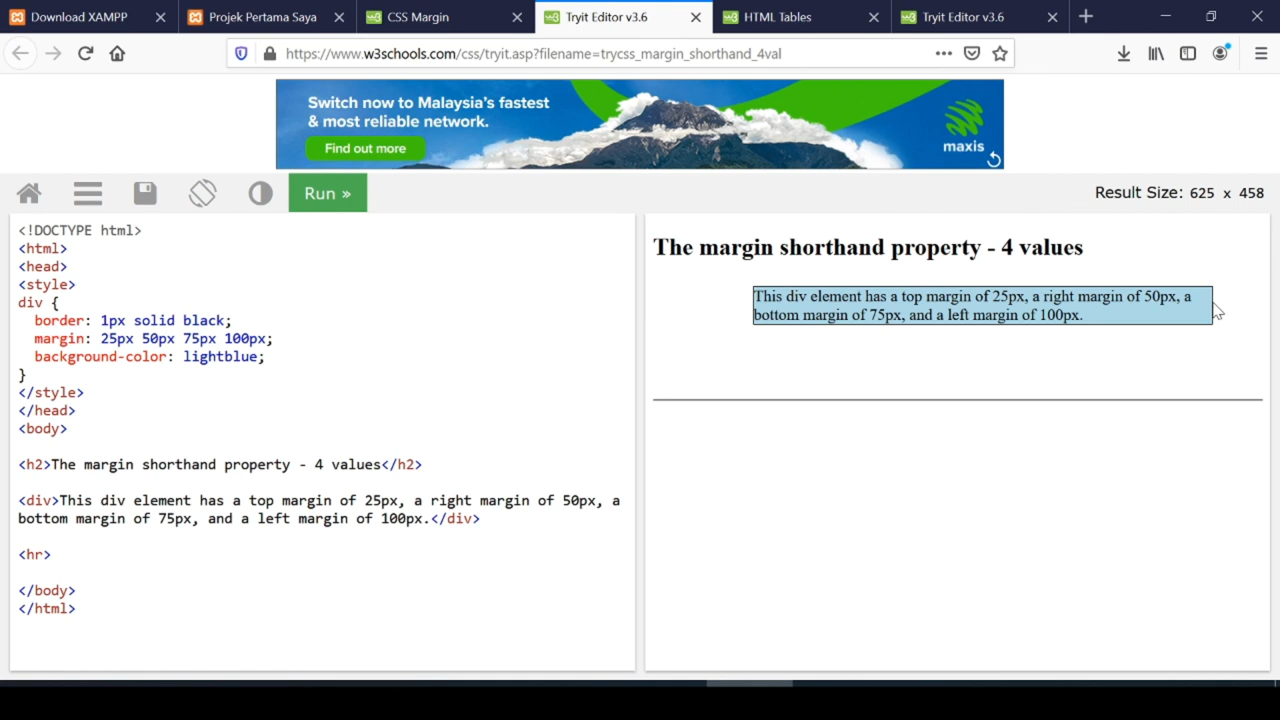 Download XAMPP
Projek Pertama Saya
CSS Margin
Tryit Editor v3.6
HTML Tables
Tryit Editor v3.6
https://www.w3schools.com/css/tryit.asp?filename=trycss_margin_shorthand_4val
Switch now to Malaysia's fastest
& most reliable network.
Find out more
maxis
Run »
Result Size: 625 x 458
<!DOCTYPE html>
<html>
<head>
<style>
div {
border: 1px solid black;
margin: 25px 50px 75px 100px;
background-color: lightblue;
}
</style>
</head>
<body>
<h2>The margin shorthand property - 4 values</h2>
<div>This div element has a top margin of 25px, a right margin of 50px, a
bottom margin of 75px, and a left margin of 100px.</div>
<hr>
</body>
</html>
The margin shorthand property - 4 values
This div element has a top margin of 25px, a right margin of 50px, a
bottom margin of 75px, and a left margin of 100px.